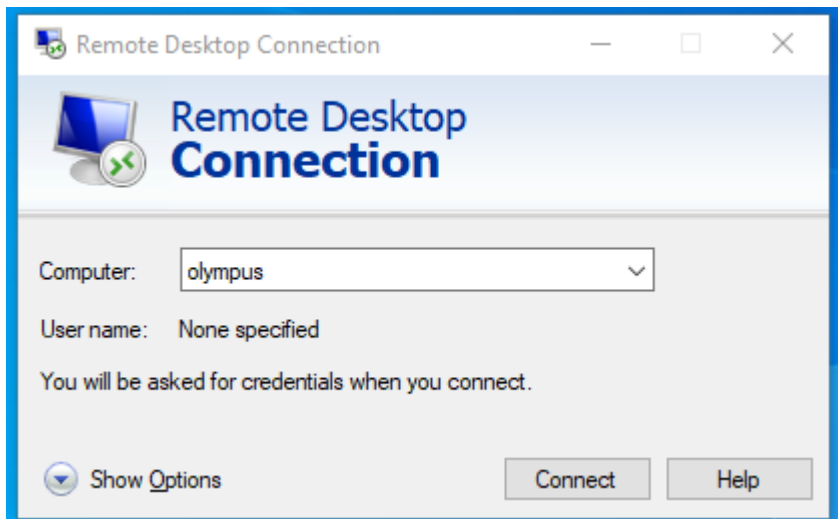 Remote Desktop Connection
Remote Desktop
Connection
Computer: olympus
User name: None specified
You will be asked for credentials when you connect.
Show Options Connect Help